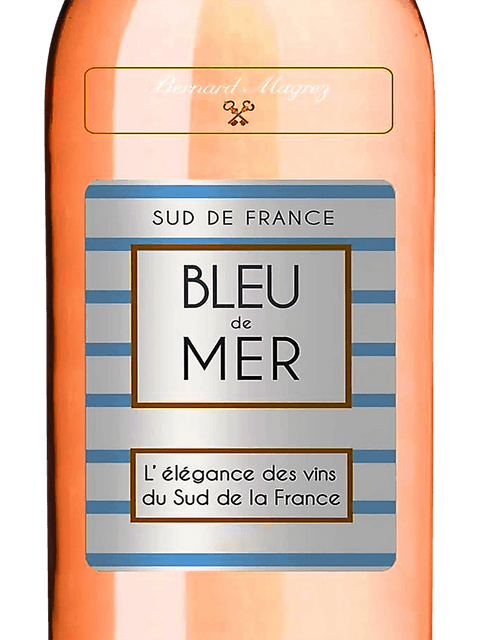 Bernard Magrez
SUD DE FRANCE
BLEU
de
MER
L'élégance des vins
du Sud de la France